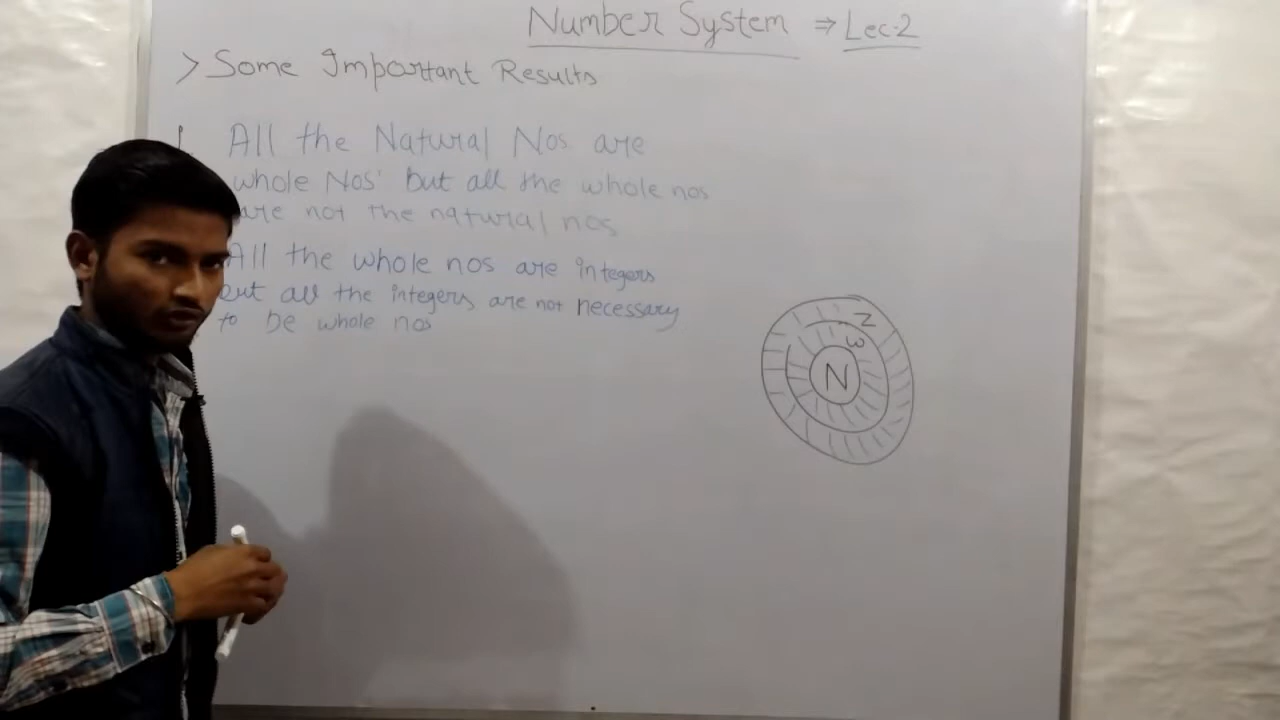 Number System ⇒ Lec-2
> Some Important Results
1 All the Natural Nos are
whole Nos' but all the whole nos
are not the natural nos
All the whole nos are integers
but all the integers are not necessary
to be whole nos
Z
W
N